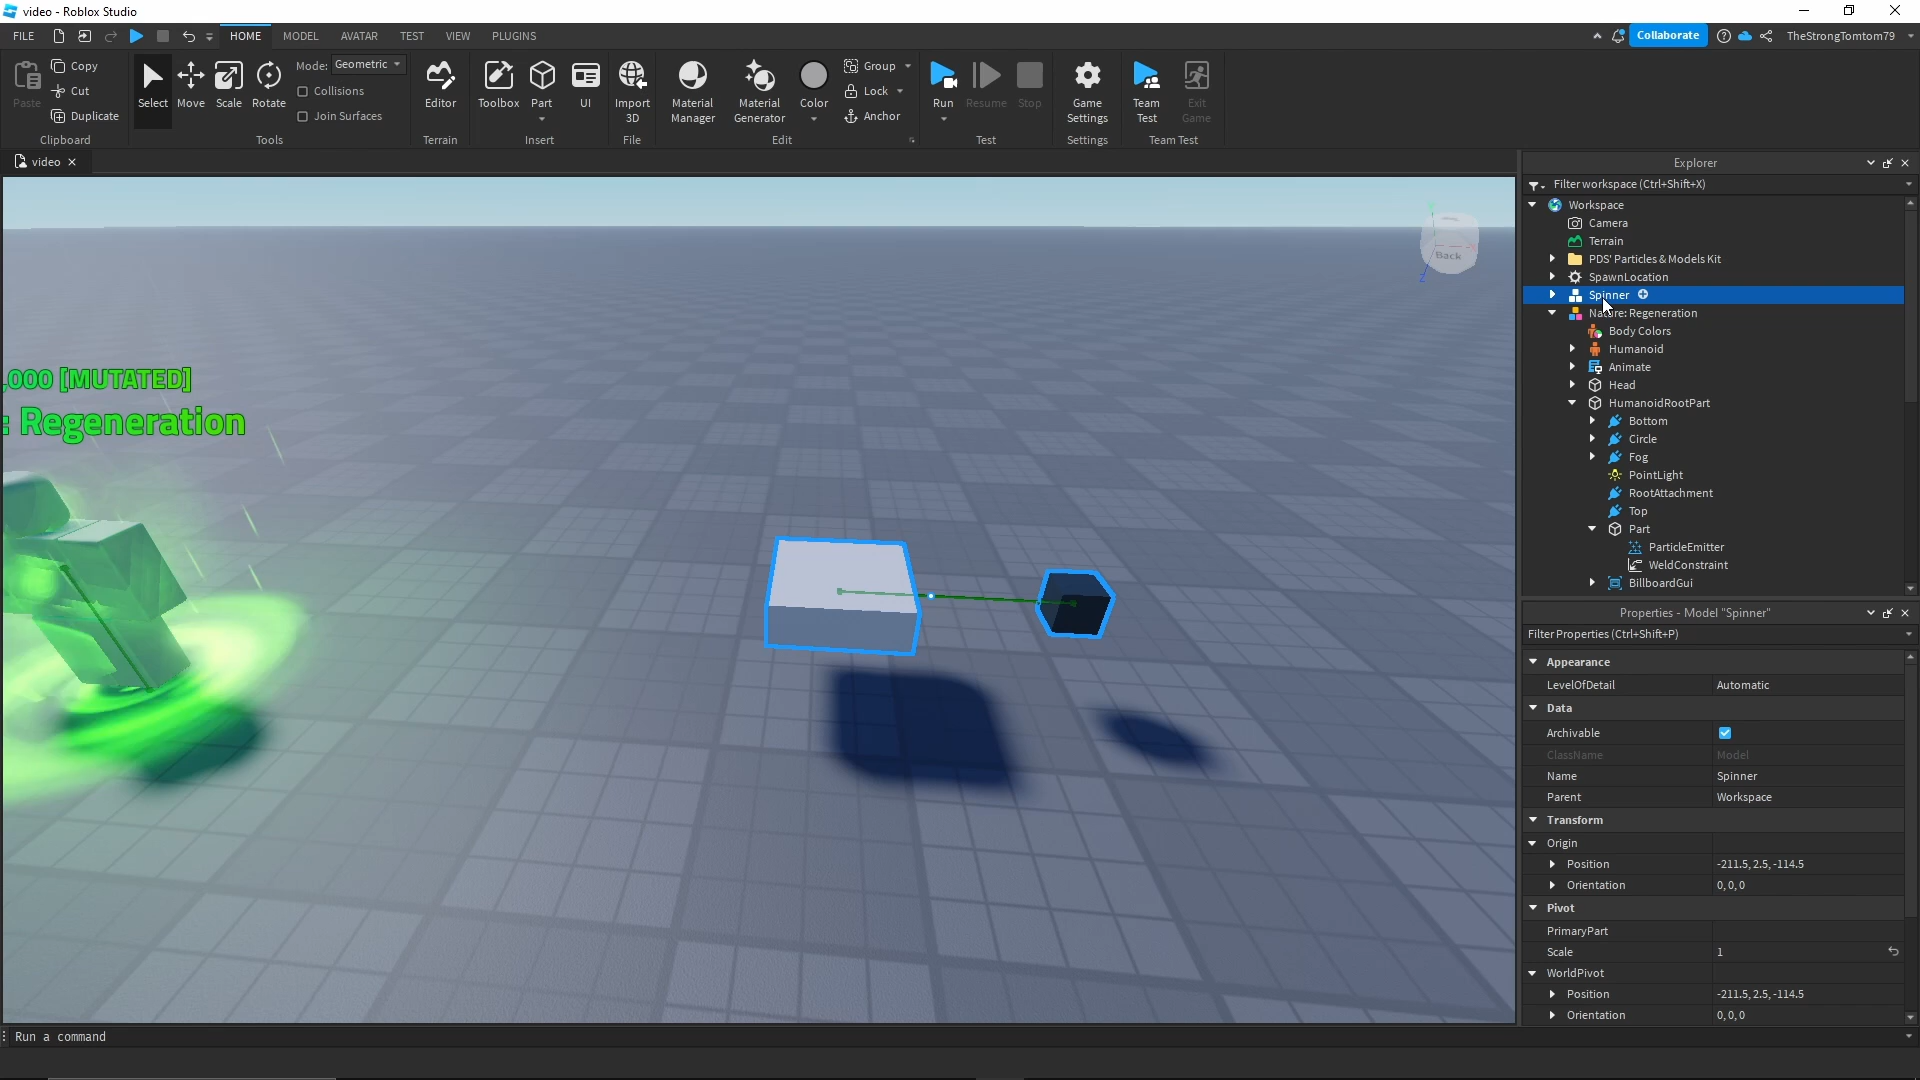 video - Roblox Studio
FILE
HOME
MODEL
AVATAR
TEST
VIEW
PLUGINS
Collaborate
TheStrongTomtom79
Paste
Copy
Cut
Duplicate
Clipboard
Select
Move
Scale
Rotate
Mode: Geometric
Collisions
Join Surfaces
Tools
Editor
Terrain
Toolbox
Part
UI
Insert
Import
3D
File
Material
Manager
Material
Generator
Color
Group
Lock
Anchor
Edit
Run
Resume
Stop
Test
Game
Settings
Settings
Team
Test
Exit
Game
Team Test
video
,000 [MUTATED]
: Regeneration
Back
Z
Explorer
Filter workspace (Ctrl+Shift+X)
Workspace
Camera
Terrain
PDS' Particles & Models Kit
SpawnLocation
Spinner
Nature: Regeneration
Body Colors
Humanoid
Animate
Head
HumanoidRootPart
Bottom
Circle
Fog
PointLight
RootAttachment
Top
Part
ParticleEmitter
WeldConstraint
BillboardGui
Properties - Model "Spinner"
Filter Properties (Ctrl+Shift+P)
Appearance
LevelOfDetail Automatic
Data
Archivable
ClassName Model
Name Spinner
Parent Workspace
Transform
Origin
Position -211.5, 2.5, -114.5
Orientation 0, 0, 0
Pivot
PrimaryPart
Scale 1
WorldPivot
Position -211.5, 2.5, -114.5
Orientation 0, 0, 0
Run a command